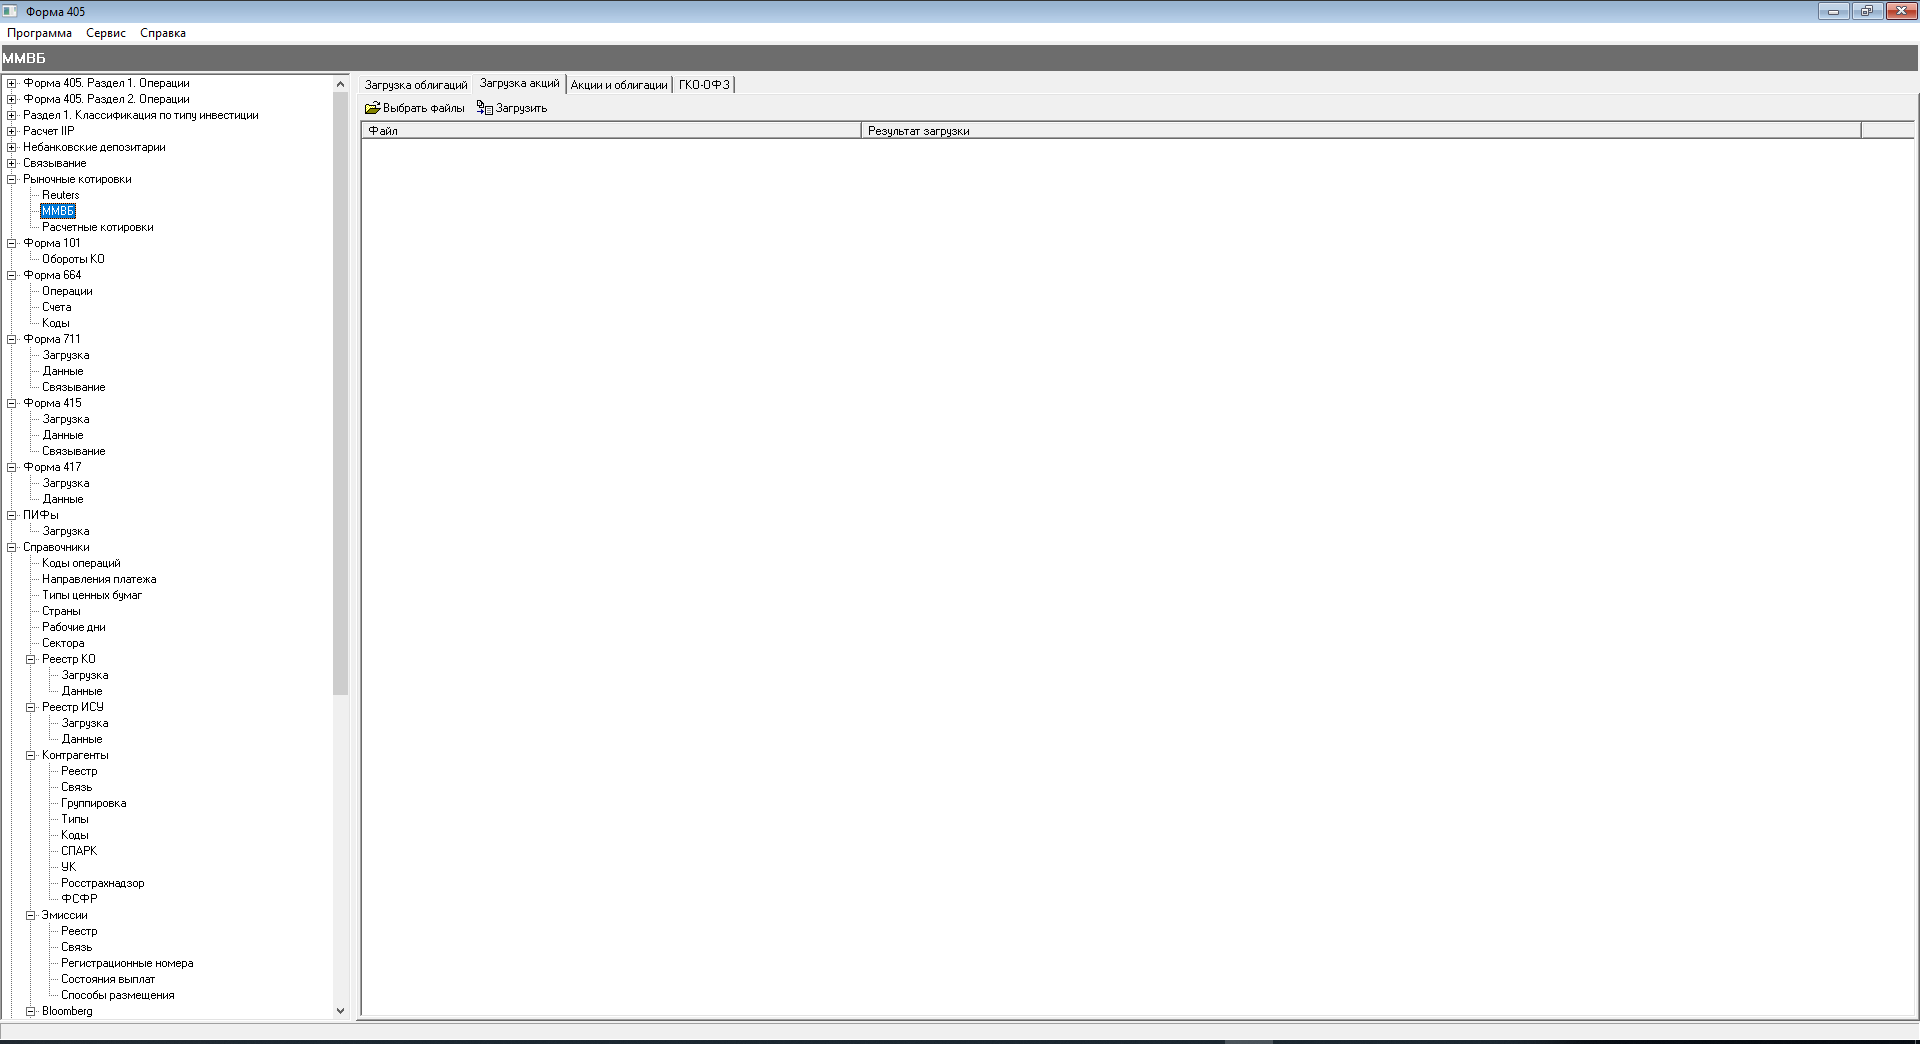 Форма 405
Программа Сервис Справка
ММВБ
Форма 405. Раздел 1. Операции
Форма 405. Раздел 2. Операции
Раздел 1. Классификация по типу инвестиции
Расчет IIP
Небанковские депозитарии
Связывание
Рыночные котировки
Reuters
ММВБ
Расчетные котировки
Форма 101
Обороты КО
Форма 664
Операции
Счета
Коды
Форма 711
Загрузка
Данные
Связывание
Форма 415
Загрузка
Данные
Связывание
Форма 417
Загрузка
Данные
ПИФы
Загрузка
Справочники
Коды операций
Направления платежа
Типы ценных бумаг
Страны
Рабочие дни
Сектора
Реестр КО
Загрузка
Данные
Реестр ИСУ
Загрузка
Данные
Контрагенты
Реестр
Связь
Группировка
Типы
Коды
СПАРК
УК
Росстрахнадзор
ФСФР
Эмиссии
Реестр
Связь
Регистрационные номера
Состояния выплат
Способы размещения
Bloomberg
Загрузка облигаций Загрузка акций Акции и облигации ГКО-ОФЗ
Выбрать файлы Загрузить
Файл Результат загрузки